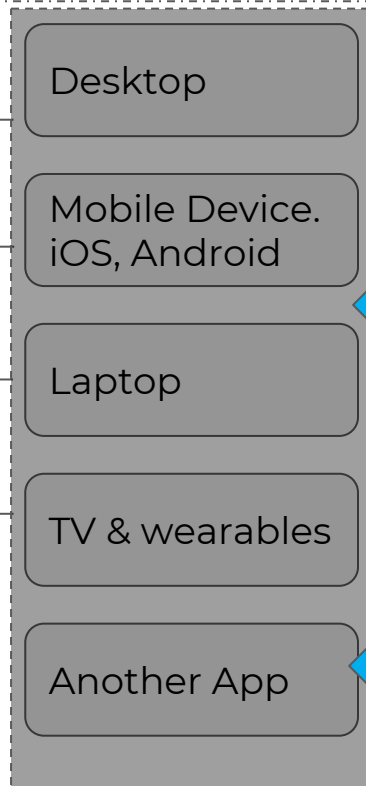 Desktop
Mobile Device.
iOS, Android
Laptop
TV & wearables
Another App